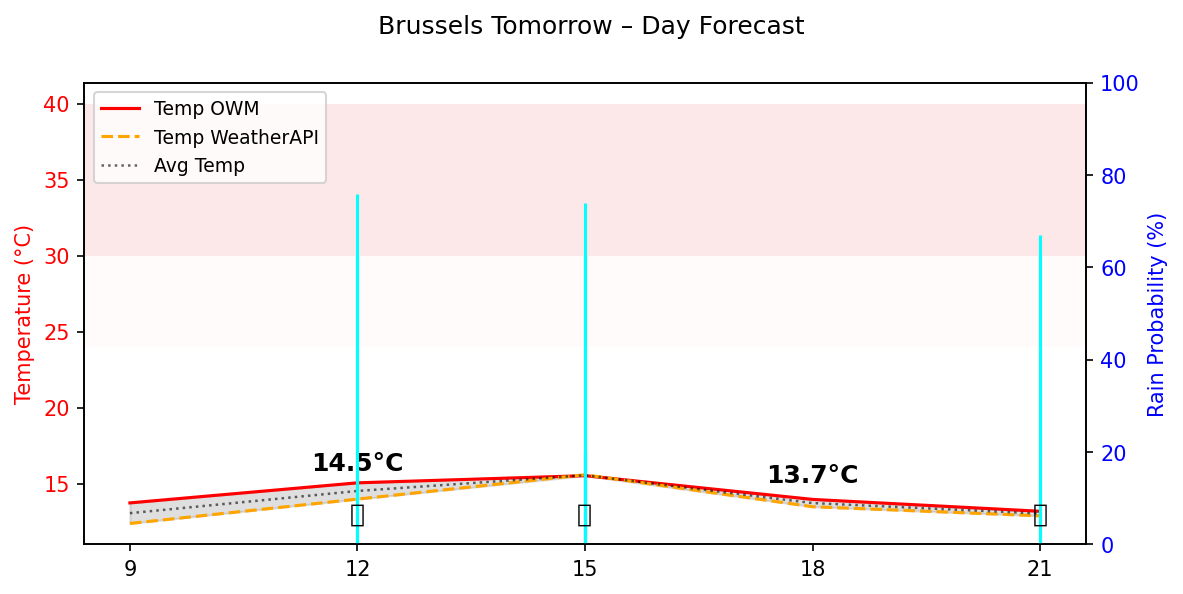 Brussels Tomorrow – Day Forecast
Temp OWM
Temp WeatherAPI
Avg Temp
Temperature (°C)
40
35
30
25
20
15
14.5°C
13.7°C
Rain Probability (%)
100
80
60
40
20
0
9
12
15
18
21